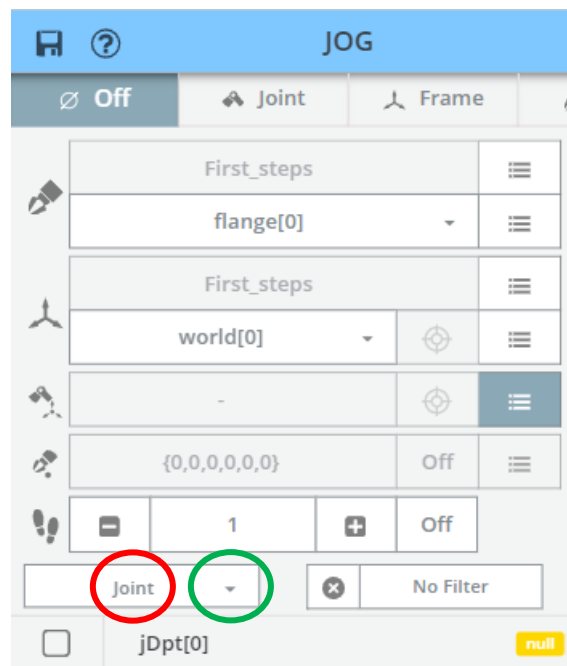 JOG
Off Joint Frame
First_steps
flange[0]
First_steps
world[0]
-
{0,0,0,0,0,0} Off
1 Off
Joint No Filter
jDpt[0] null